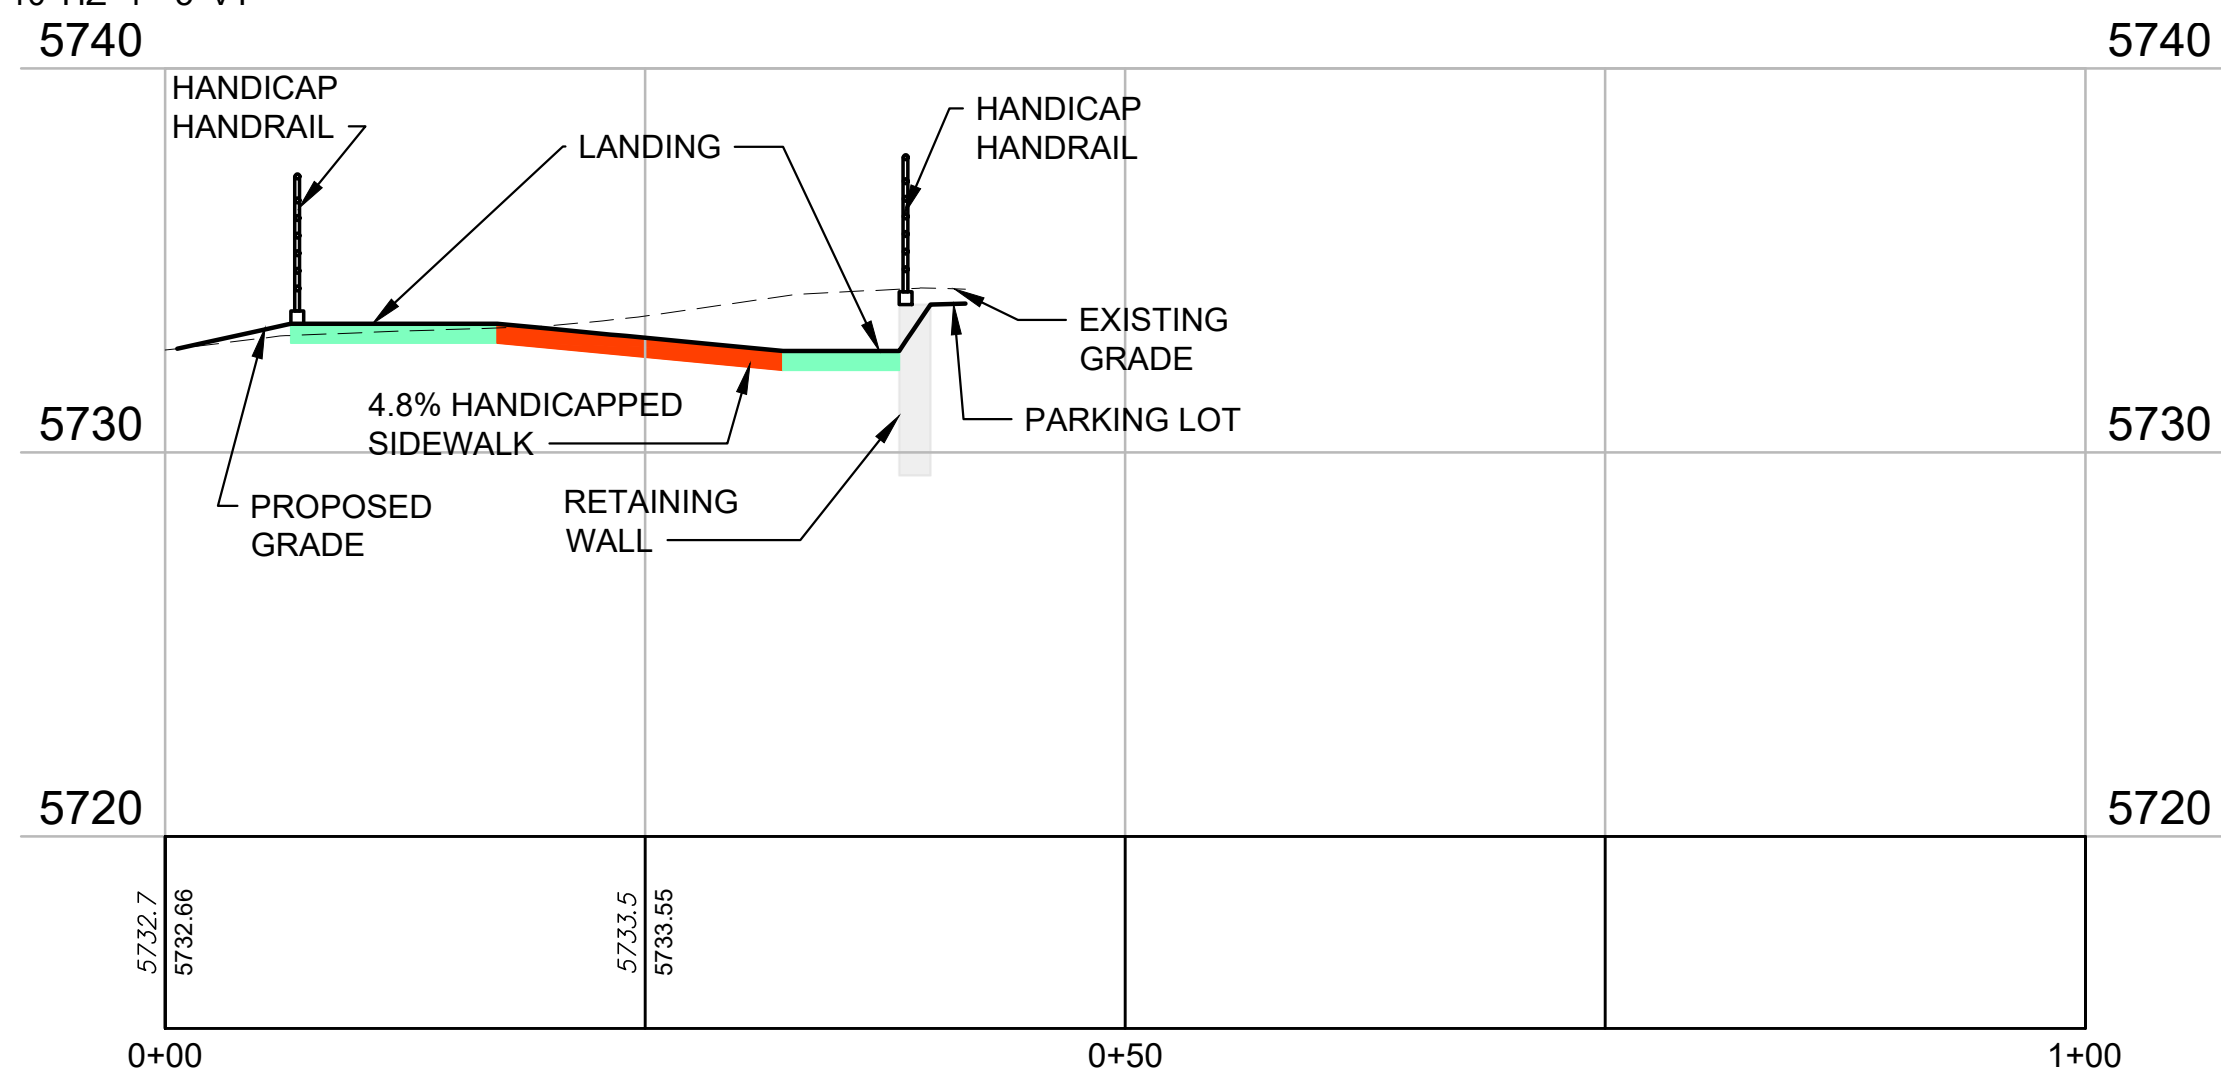 5740
5740
HANDICAP
HANDRAIL
HANDICAP
HANDRAIL
LANDING
EXISTING
GRADE
4.8% HANDICAPPED
SIDEWALK
PARKING LOT
5730
5730
PROPOSED
GRADE
RETAINING
WALL
5720
5720
5732.7
5732.66
5733.5
5733.55
0+00
0+50
1+00